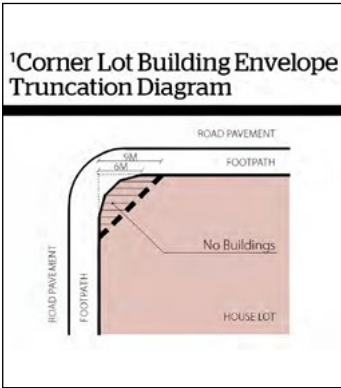 ¹Corner Lot Building Envelope
Truncation Diagram
ROAD PAVEMENT
9M
FOOTPATH
6M
No Buildings
ROAD PAVEMENT
FOOTPATH
HOUSE LOT